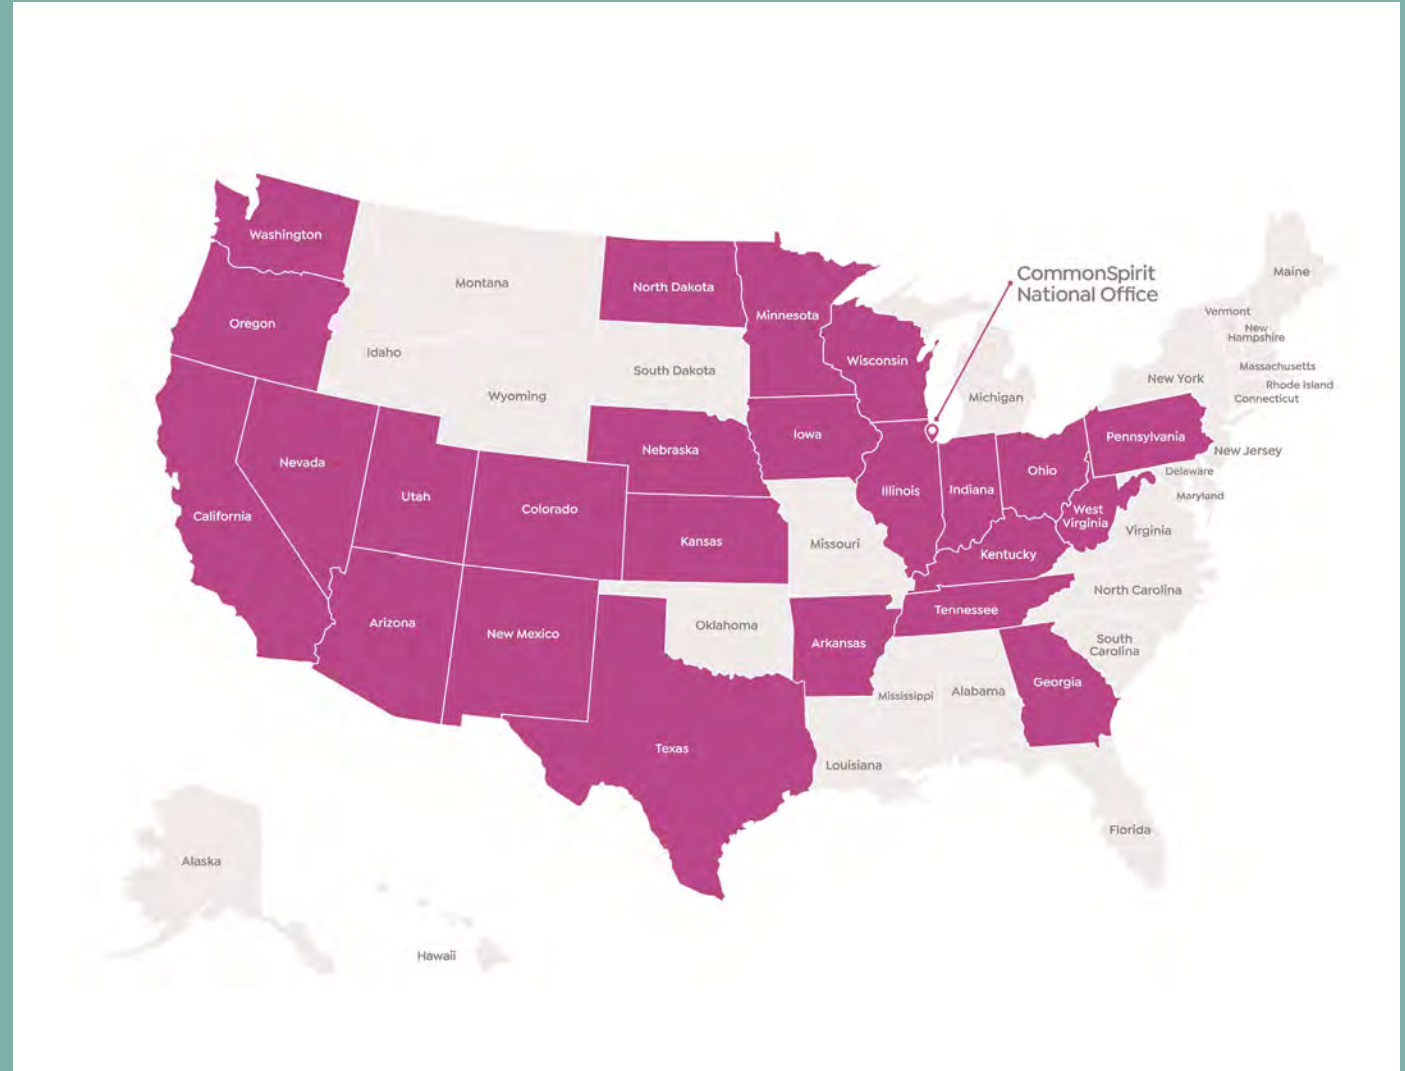 Washington
Montana
North Dakota
Minnesota
CommonSpirit
National Office
Maine
Oregon
Idaho
Wyoming
South Dakota
Wisconsin
Michigan
Vermont
New
Hampshire
New York
Massachusetts
Rhode Island
Connecticut
Nevada
Utah
Colorado
Nebraska
Iowa
Illinois
Indiana
Ohio
Pennsylvania
New Jersey
Delaware
Maryland
California
Kansas
Missouri
Kentucky
West
Virginia
Virginia
Arizona
New Mexico
Oklahoma
Arkansas
Tennessee
North Carolina
South
Carolina
Texas
Louisiana
Mississippi
Alabama
Georgia
Florida
Alaska
Hawaii